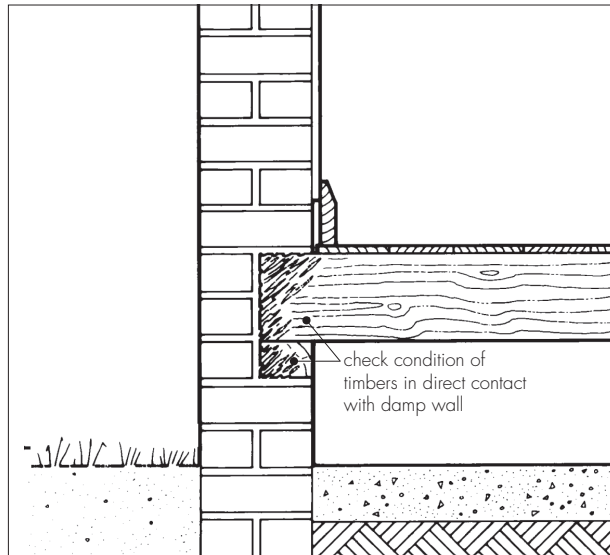 check condition of
timbers in direct contact
with damp wall